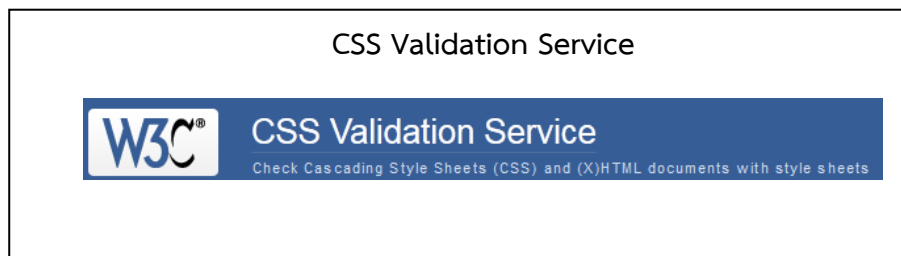 CSS Validation Service
W3C®
CSS Validation Service
Check Cascading Style Sheets (CSS) and (X)HTML documents with style sheets